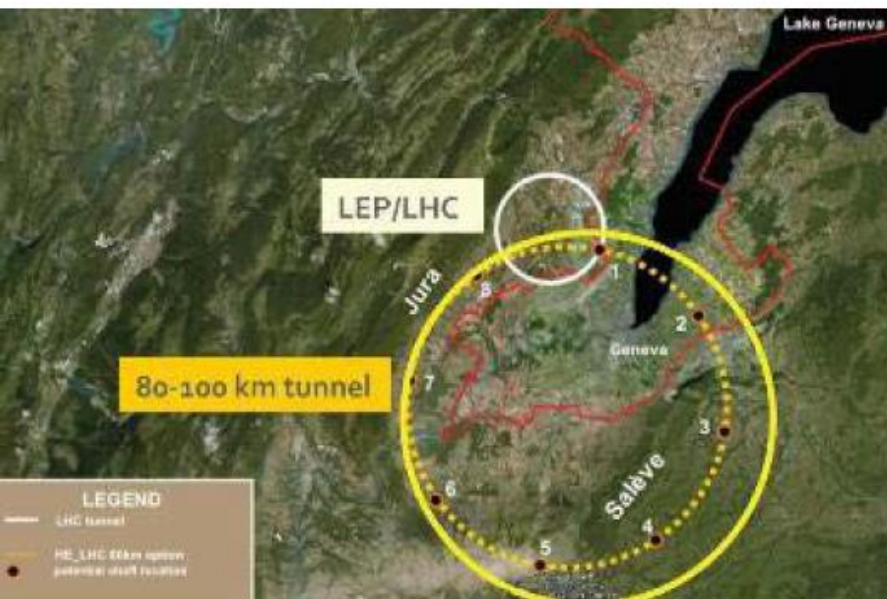 Lake Geneva
LEP/LHC
Jura
1
8
2
Geneva
80-100 km tunnel
7
3
Salève
6
4
5
LEGEND
LHC tunnel
HE_LHC 80km option
potential shaft location